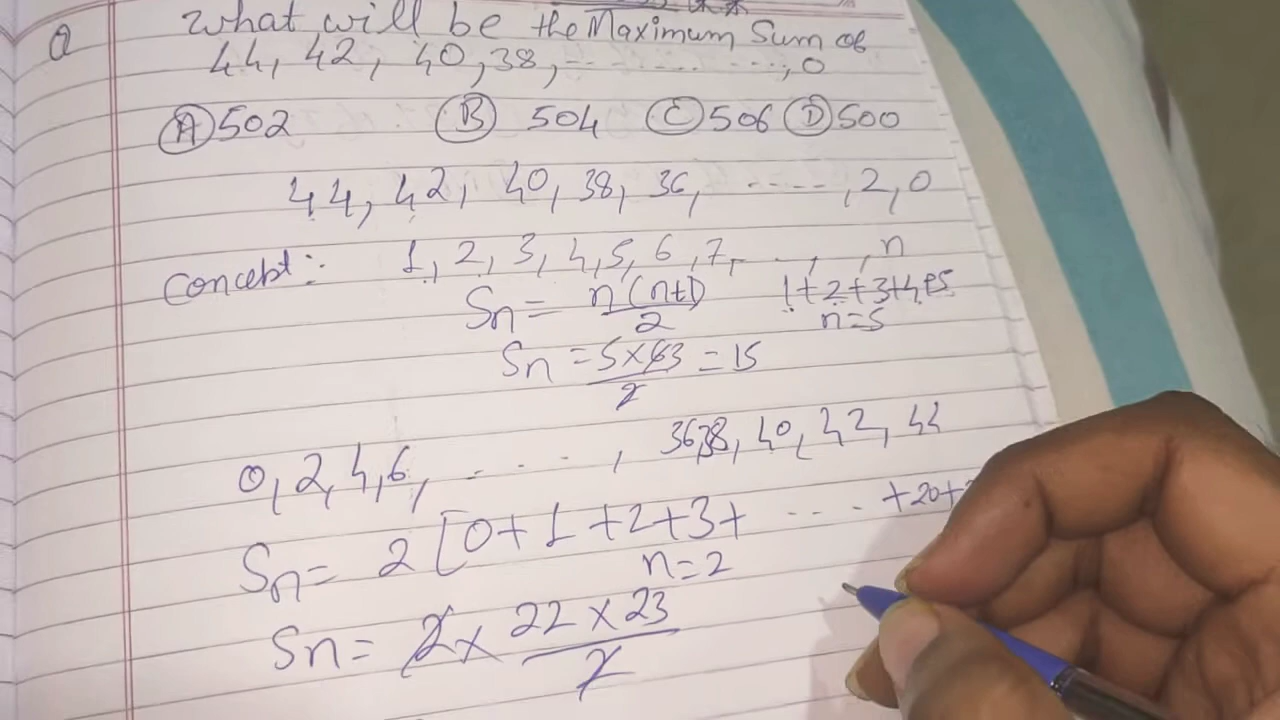 Q What will be the Maximum Sum of
44, 42, 40, 38, ............, 0
(A) 502 (B) 504 (C) 506 (D) 500
44, 42, 40, 38, 36, ....., 2, 0
Concept: 1, 2, 3, 4, 5, 6, 7, ..., n
Sn = n(n+1)/2 1+2+3+4+5
n=5
Sn = 5×63/2 = 15
0, 2, 4, 6, ....., 36, 38, 40, 42, 44
Sn = 2 [0+1+2+3+ .... +20+
n=2
Sn = 2× 22×23/2